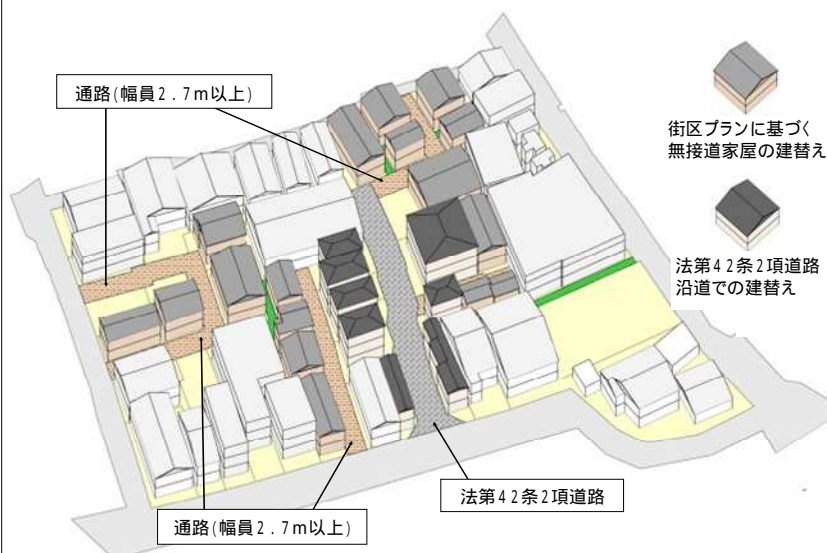 通路(幅員2.7m以上)
街区プランに基づく
無接道家屋の建替え
法第42条2項道路
沿道での建替え
法第42条2項道路
通路(幅員2.7m以上)